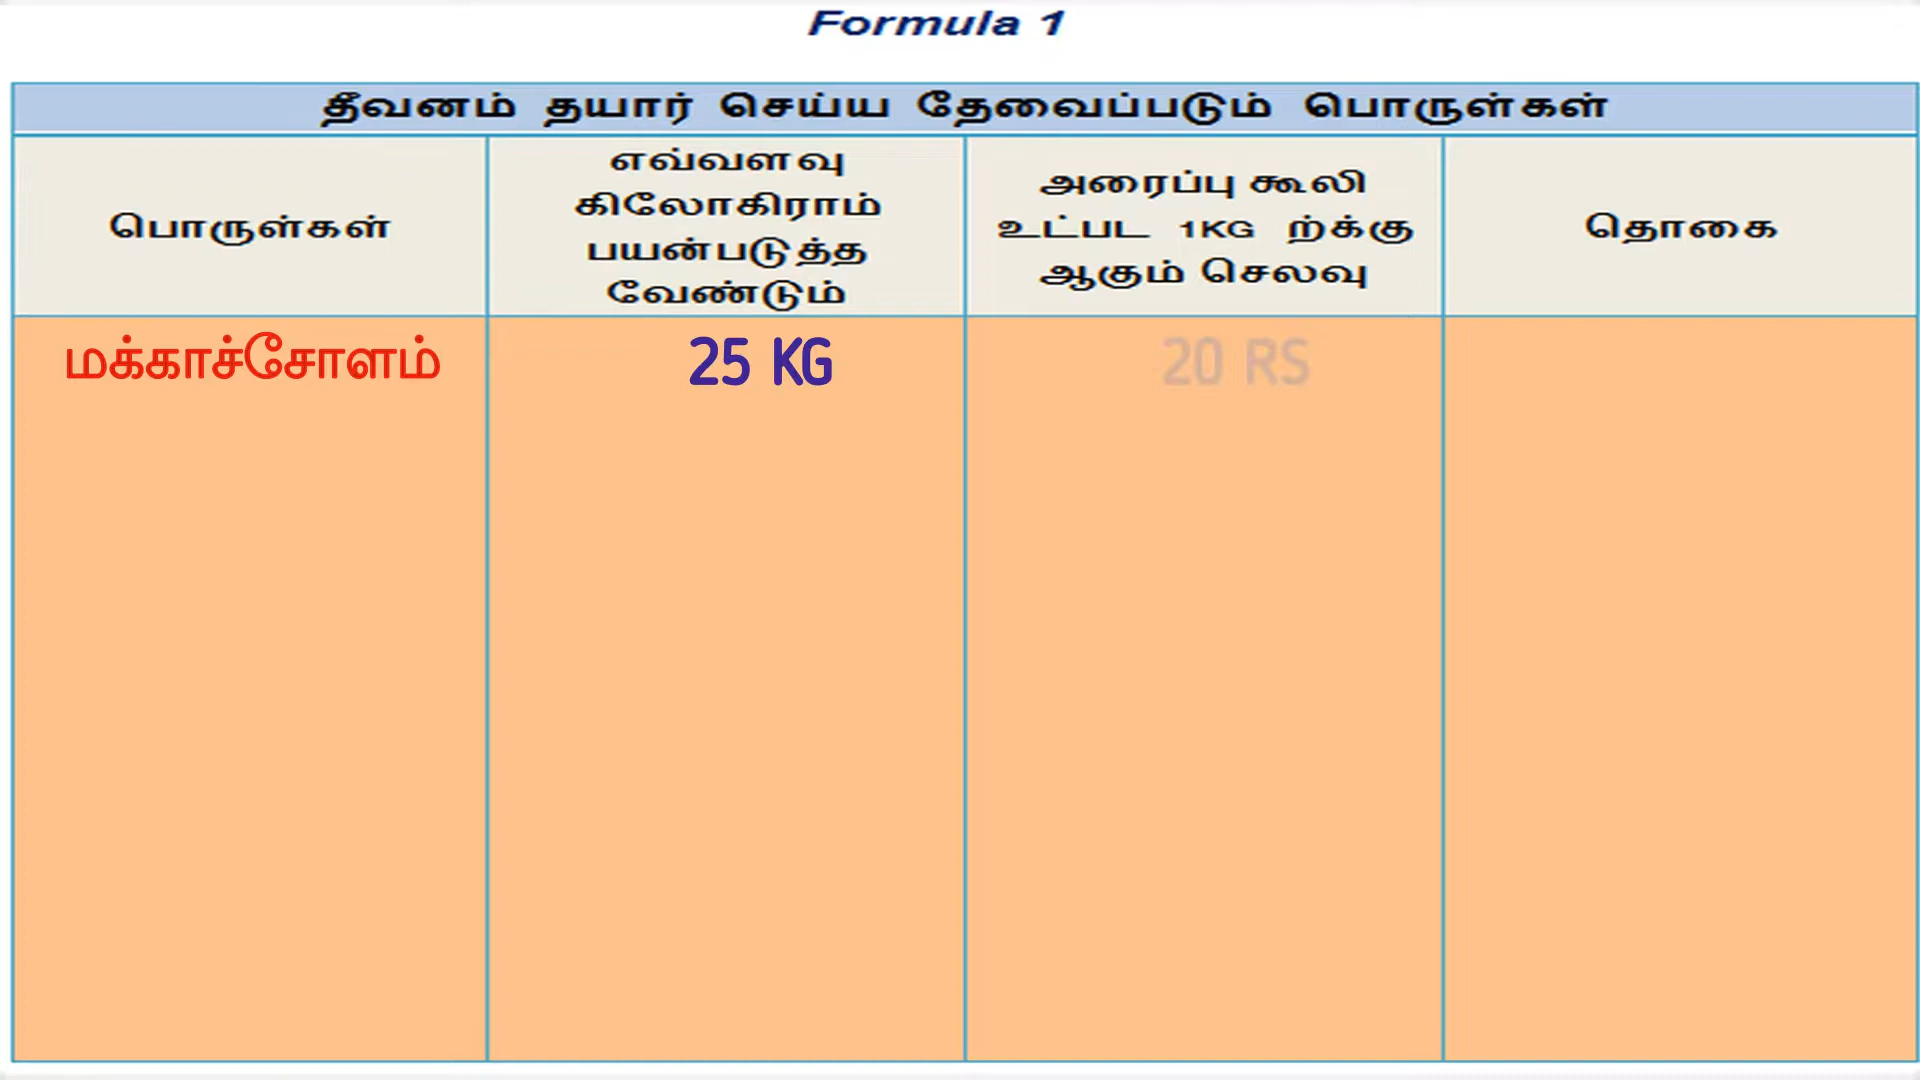 Formula 1
தீவனம் தயார் செய்ய தேவைப்படும் பொருள்கள்
பொருள்கள்
எவ்வளவு
கிலோகிராம்
பயன்படுத்த
வேண்டும்
அரைப்பு கூலி
உட்பட 1KG ற்க்கு
ஆகும் செலவு
தொகை
மக்காச்சோளம்
25 KG
20 RS